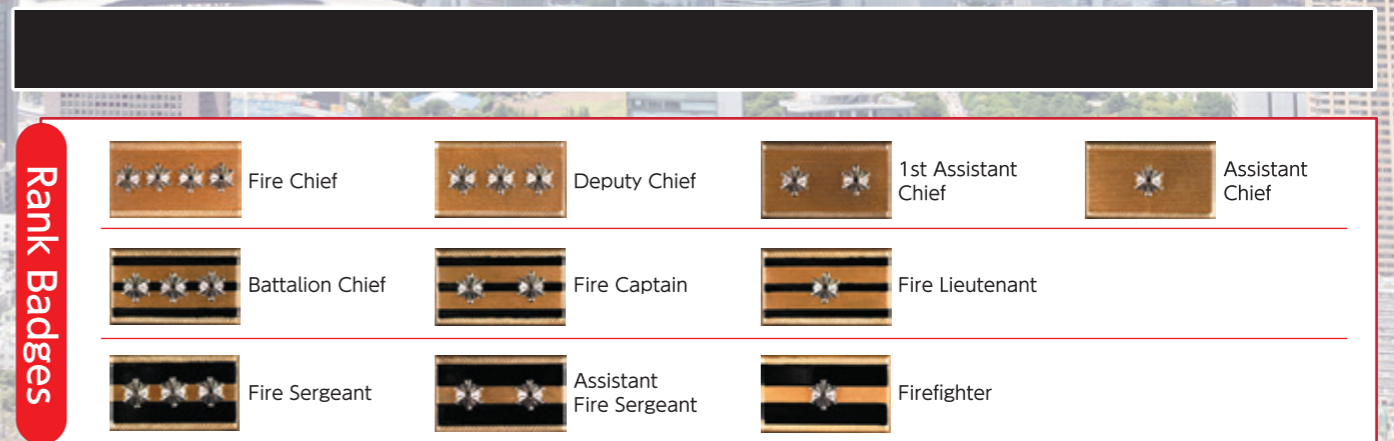 Rank Badges
Fire Chief
Deputy Chief
1st Assistant
Chief
Assistant
Chief
Battalion Chief
Fire Captain
Fire Lieutenant
Fire Sergeant
Assistant
Fire Sergeant
Firefighter